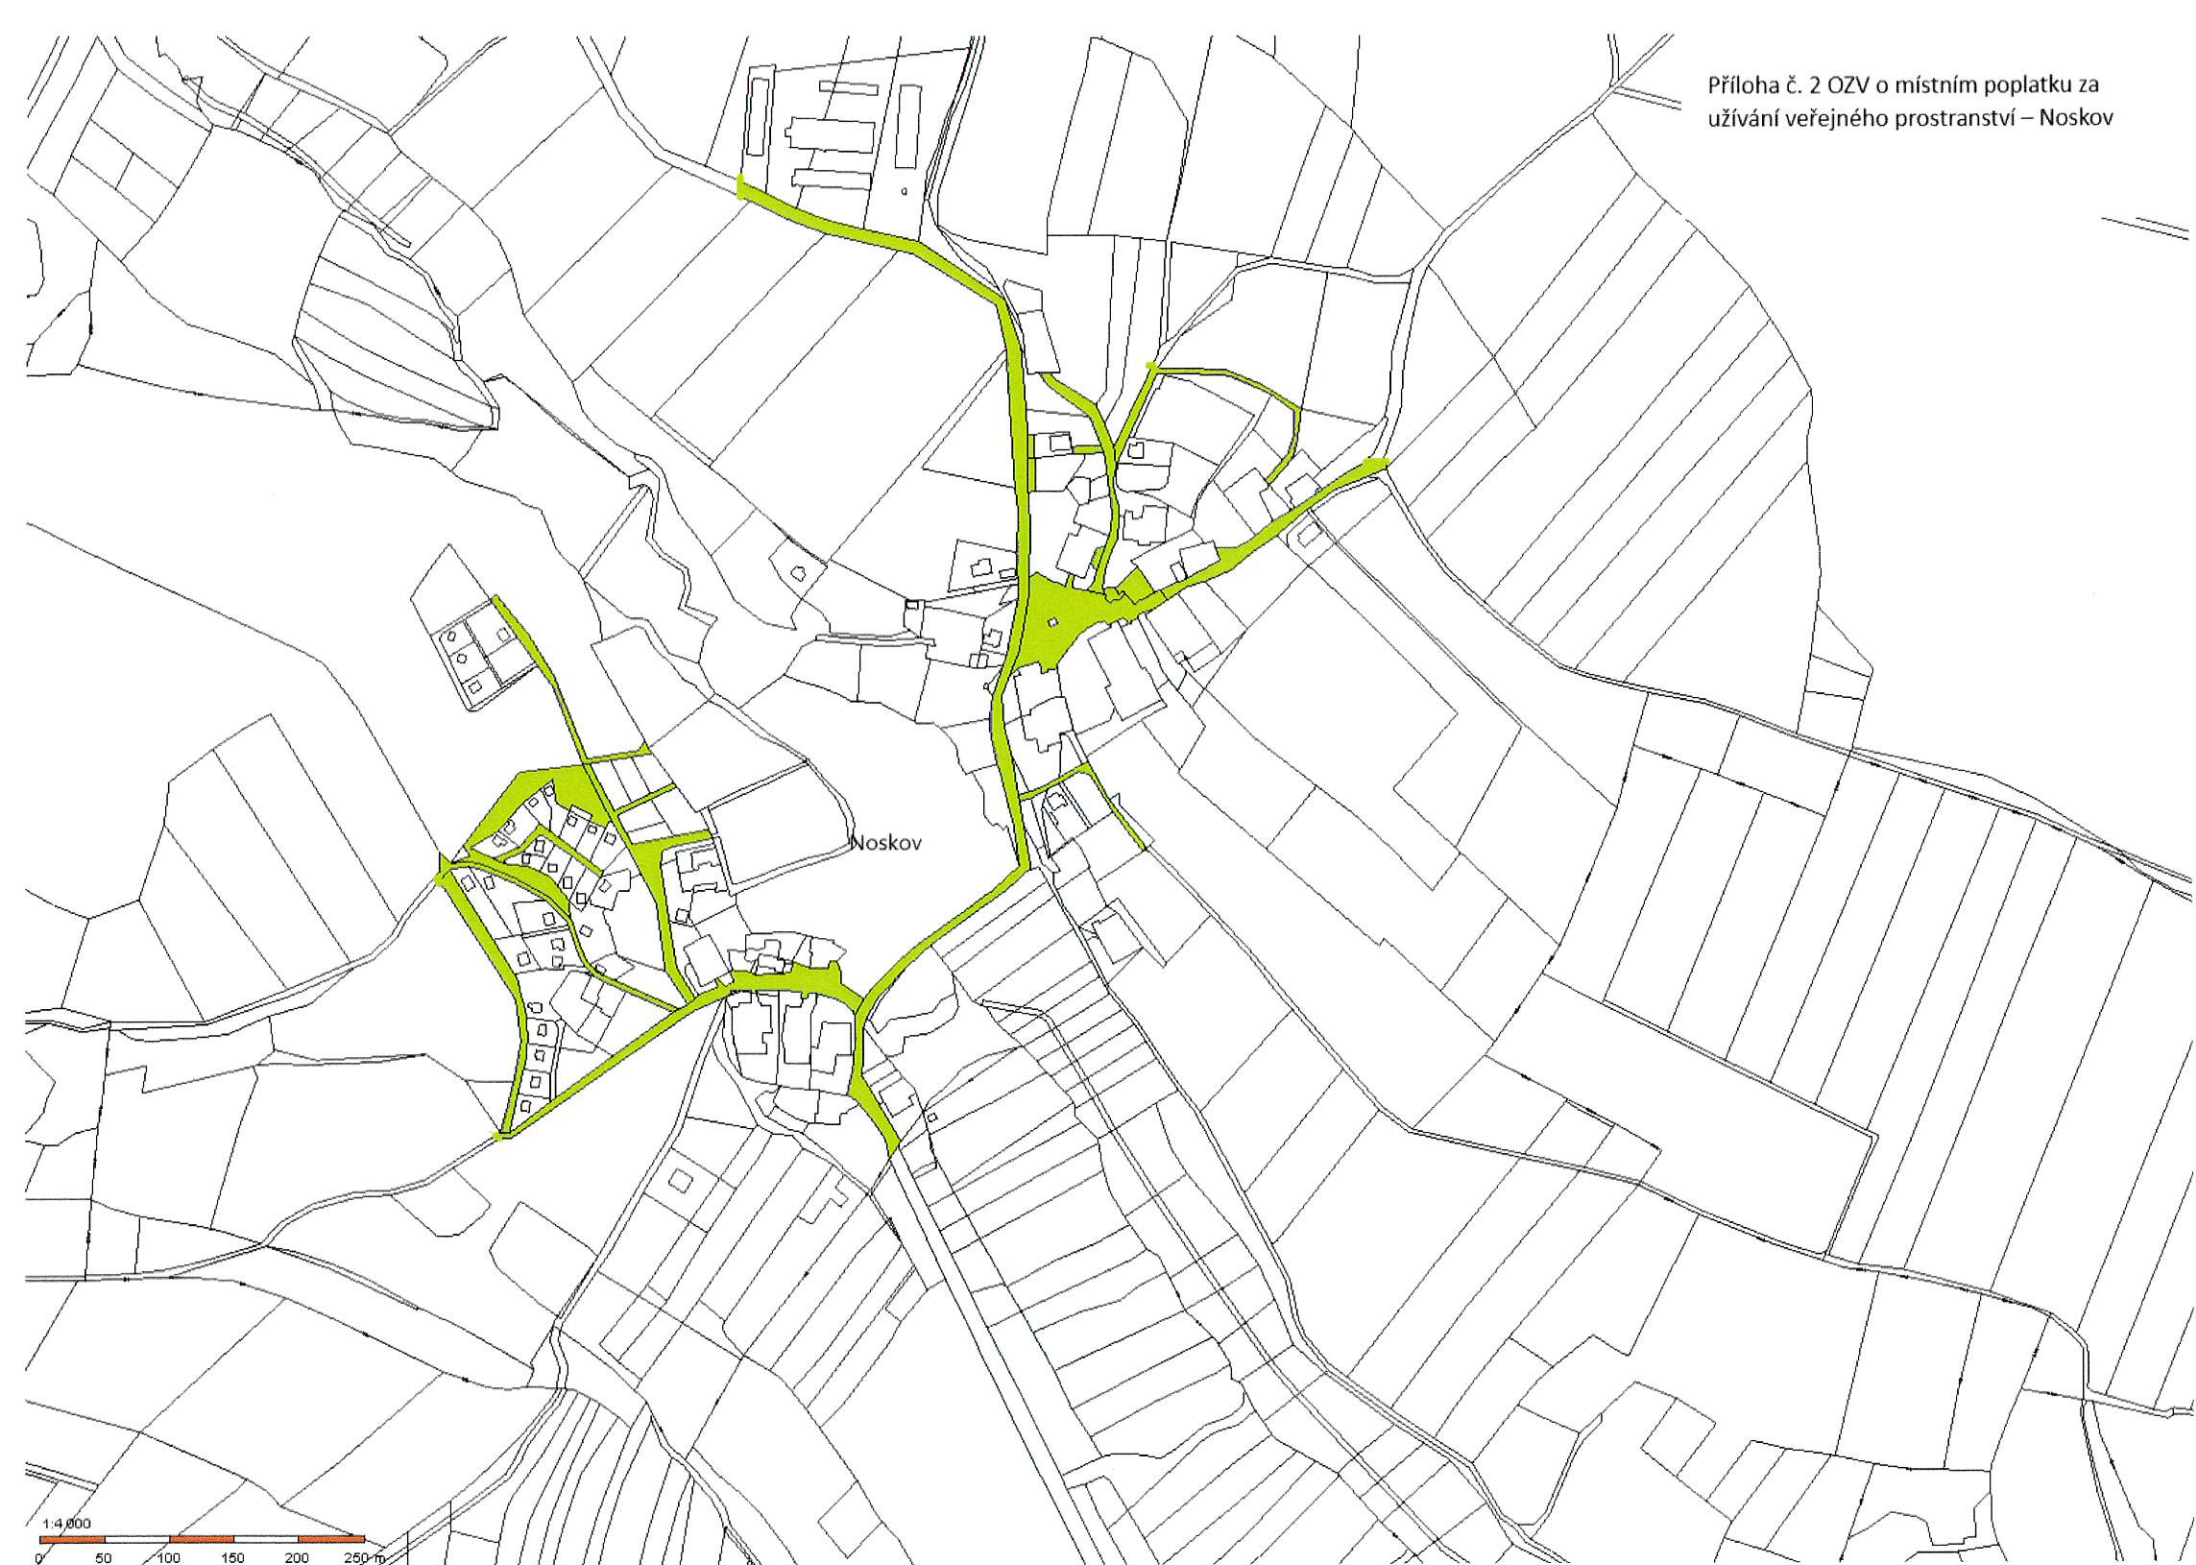 Příloha č. 2 OZV o místním poplatku za
užívání veřejného prostranství – Noskov
Noskov
1:4 000
0 50 100 150 200 250 m